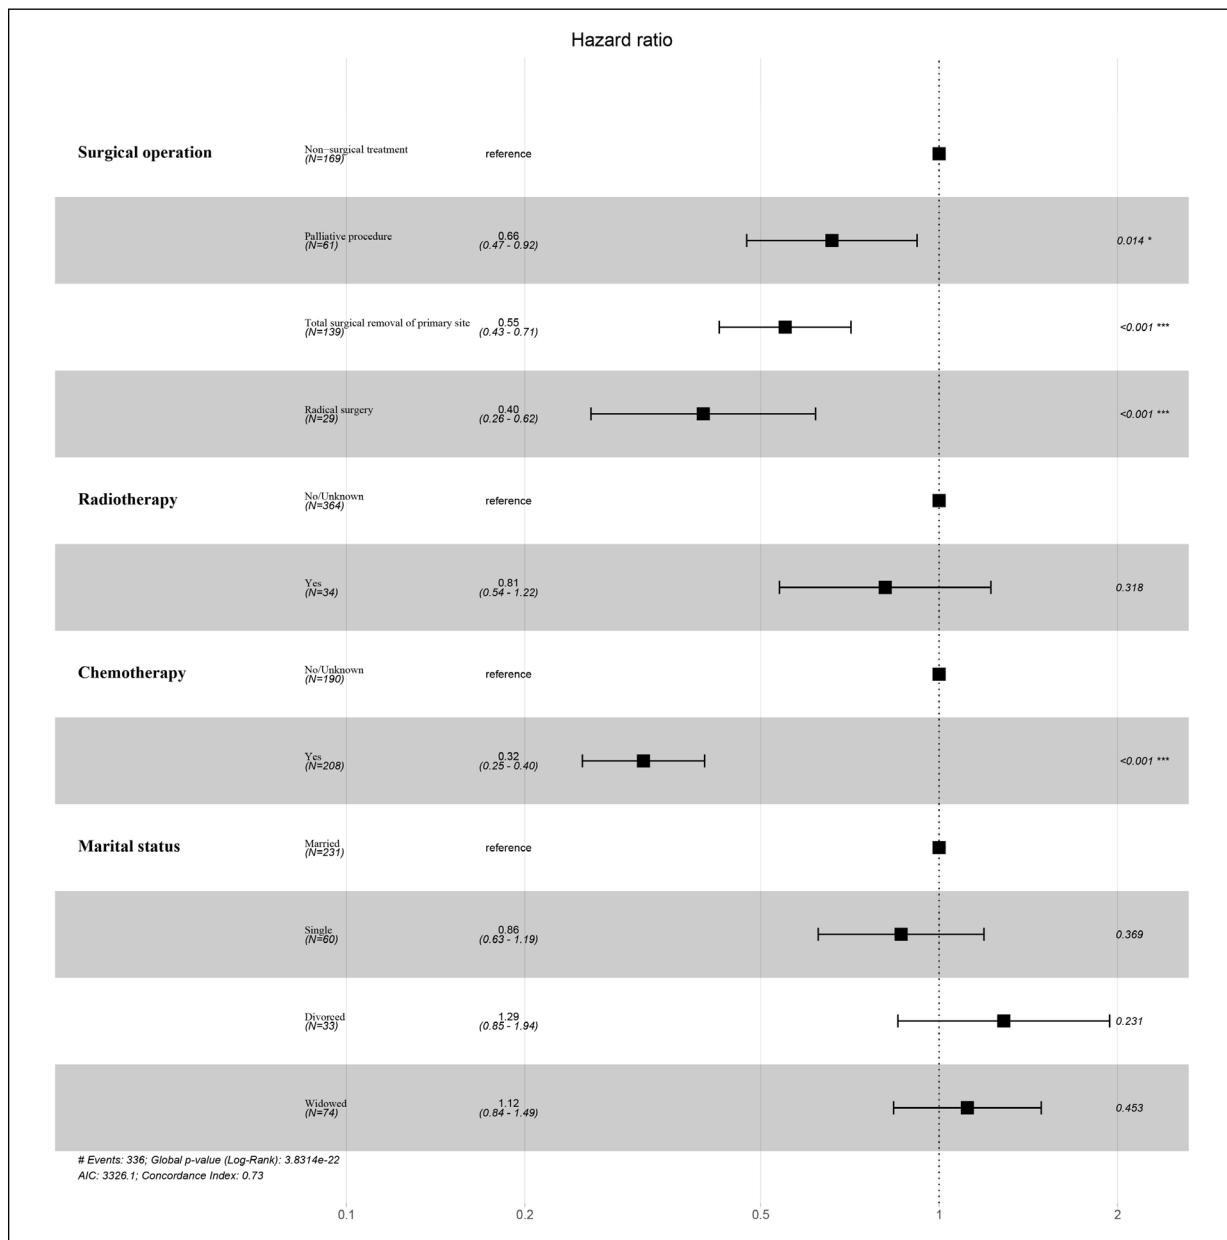 Hazard ratio
Surgical operation
Non−surgical treatment
(N=169)
reference
Palliative procedure
(N=61)
0.66
(0.47 - 0.92)
0.014 *
Total surgical removal of primary site
(N=139)
0.55
(0.43 - 0.71)
<0.001 ***
Radical surgery
(N=29)
0.40
(0.26 - 0.62)
<0.001 ***
Radiotherapy
No/Unknown
(N=364)
reference
Yes
(N=34)
0.81
(0.54 - 1.22)
0.318
Chemotherapy
No/Unknown
(N=190)
reference
Yes
(N=208)
0.32
(0.25 - 0.40)
<0.001 ***
Marital status
Married
(N=231)
reference
Single
(N=60)
0.86
(0.63 - 1.19)
0.369
Divorced
(N=33)
1.29
(0.85 - 1.94)
0.231
Widowed
(N=74)
1.12
(0.84 - 1.49)
0.453
# Events: 336; Global p-value (Log-Rank): 3.8314e-22
AIC: 3326.1; Concordance Index: 0.73
0.1 0.2 0.5 1 2